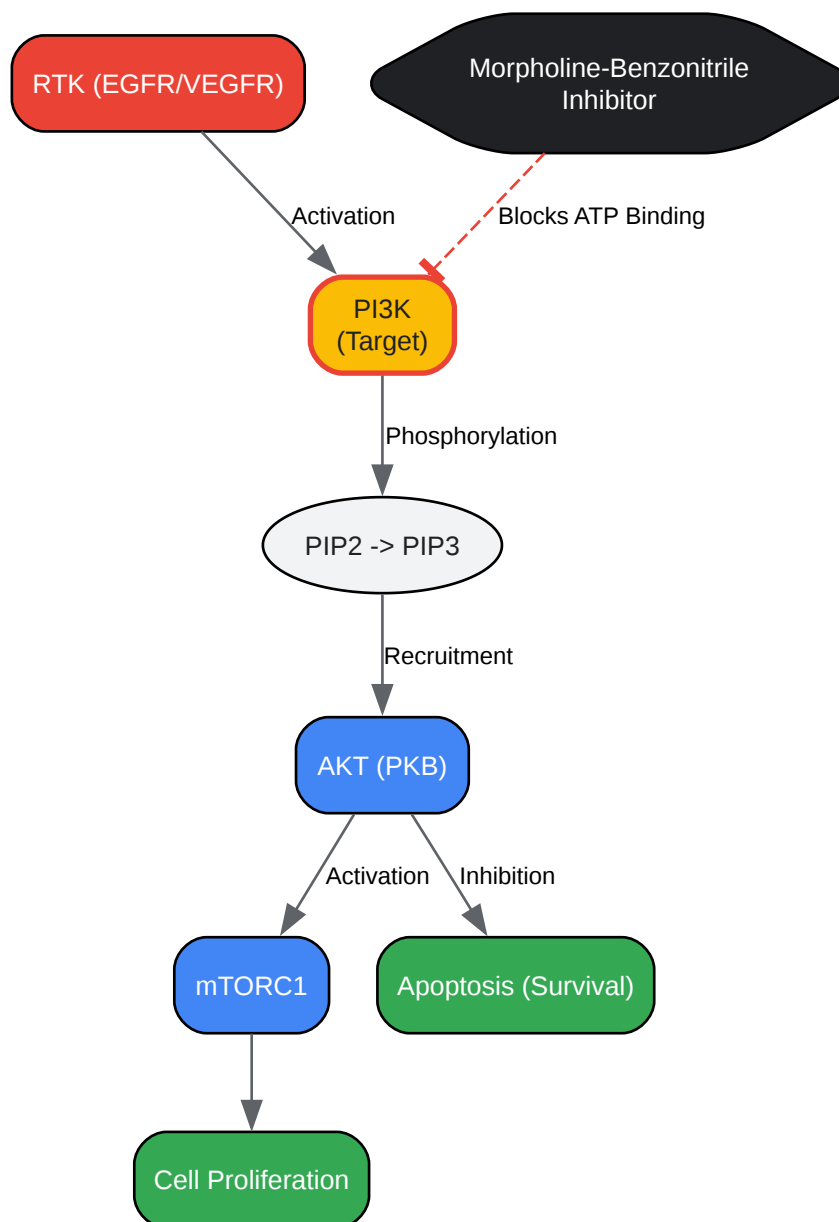 RTK (EGFR/VEGFR)
Morpholine-Benzonitrile
Inhibitor
Activation
Blocks ATP Binding
PI3K
(Target)
Phosphorylation
PIP2 -> PIP3
Recruitment
AKT (PKB)
Activation
Inhibition
mTORC1
Apoptosis (Survival)
Cell Proliferation